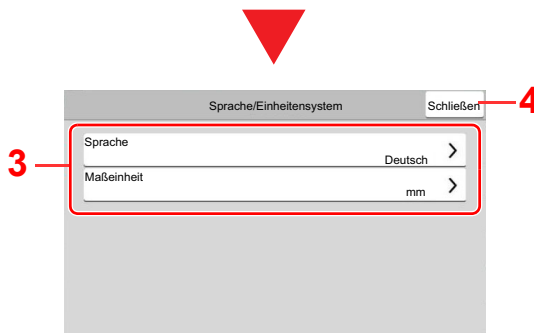 Sprache/Einheitensystem
Schließen
4
3
Sprache
Deutsch
Maßeinheit
mm